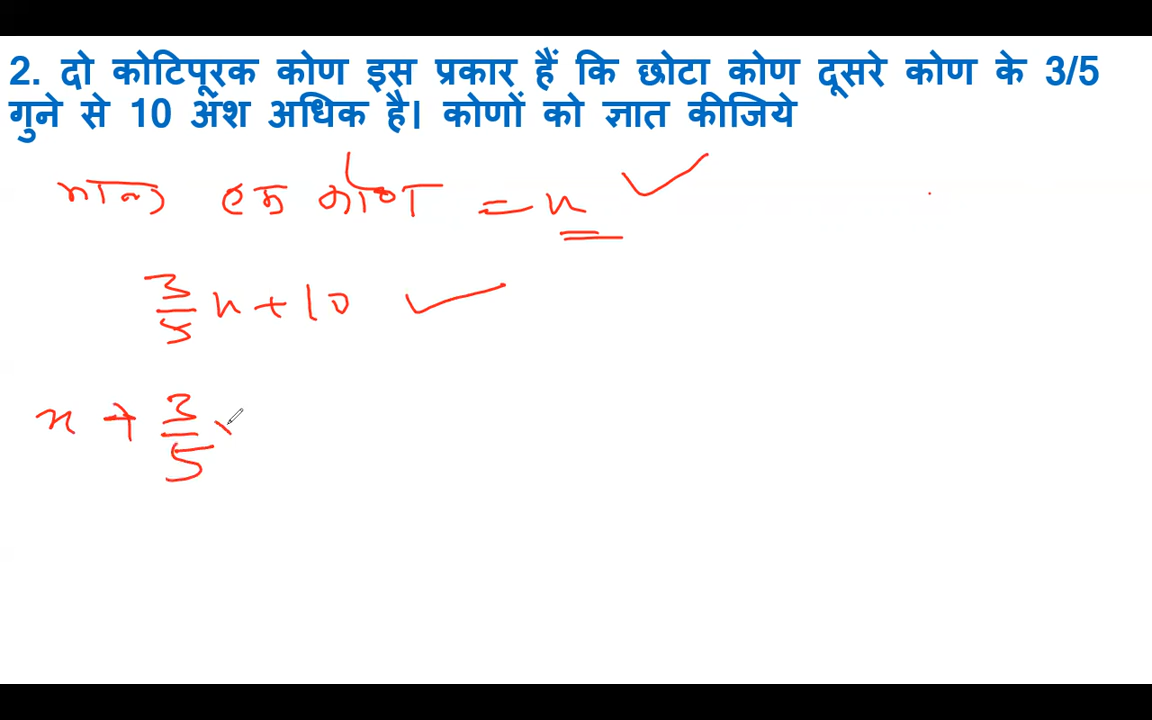 2. दो कोटिपूरक कोण इस प्रकार हैं कि छोटा कोण दूसरे कोण के 3/5
गुने से 10 अंश अधिक है। कोणों को ज्ञात कीजिये
माना एक कोण = x
3/5 x + 10
x + 3/5